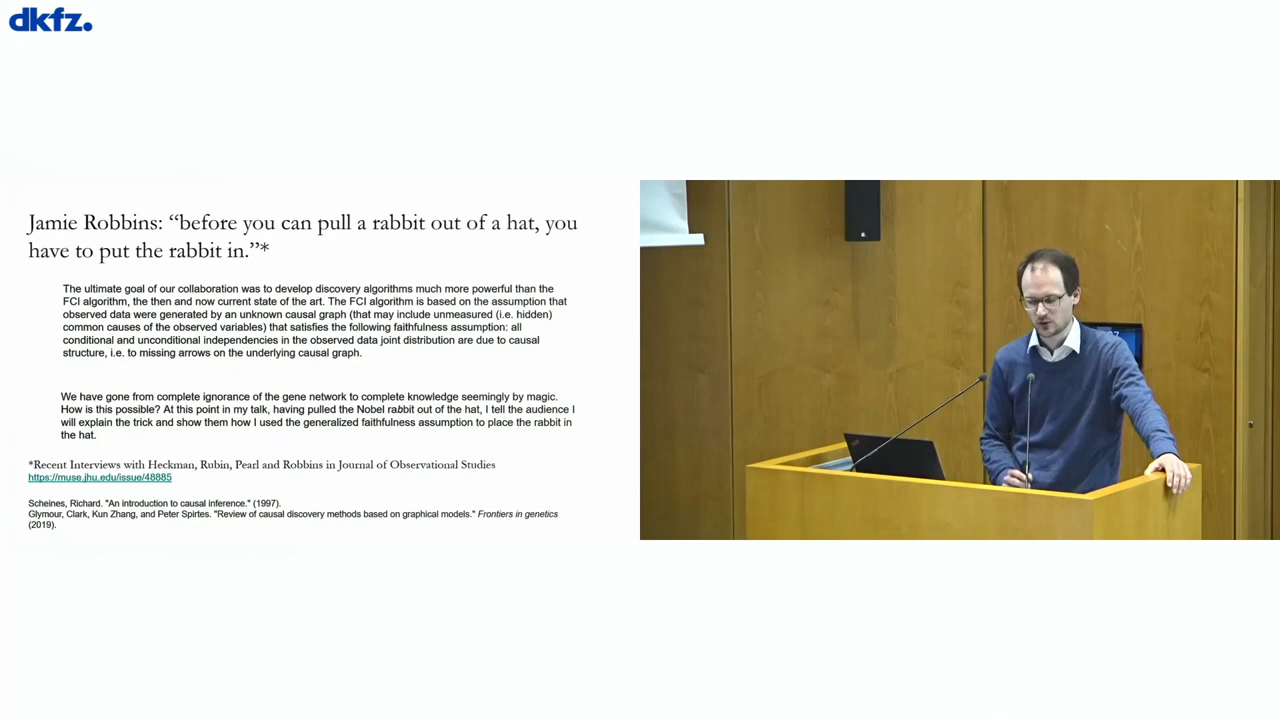 dkfz.
Jamie Robbins: “before you can pull a rabbit out of a hat, you
have to put the rabbit in.”*
The ultimate goal of our collaboration was to develop discovery algorithms much more powerful than the
FCI algorithm, the then and now current state of the art. The FCI algorithm is based on the assumption that
observed data were generated by an unknown causal graph (that may include unmeasured (i.e. hidden)
common causes of the observed variables) that satisfies the following faithfulness assumption: all
conditional and unconditional independencies in the observed data joint distribution are due to causal
structure, i.e. to missing arrows on the underlying causal graph.
We have gone from complete ignorance of the gene network to complete knowledge seemingly by magic.
How is this possible? At this point in my talk, having pulled the Nobel rabbit out of the hat, I tell the audience I
will explain the trick and show them how I used the generalized faithfulness assumption to place the rabbit in
the hat.
*Recent Interviews with Heckman, Rubin, Pearl and Robbins in Journal of Observational Studies
https://muse.jhu.edu/issue/48885
Scheines, Richard. "An introduction to causal inference." (1997).
Glymour, Clark, Kun Zhang, and Peter Spirtes. "Review of causal discovery methods based on graphical models." Frontiers in genetics
(2019).